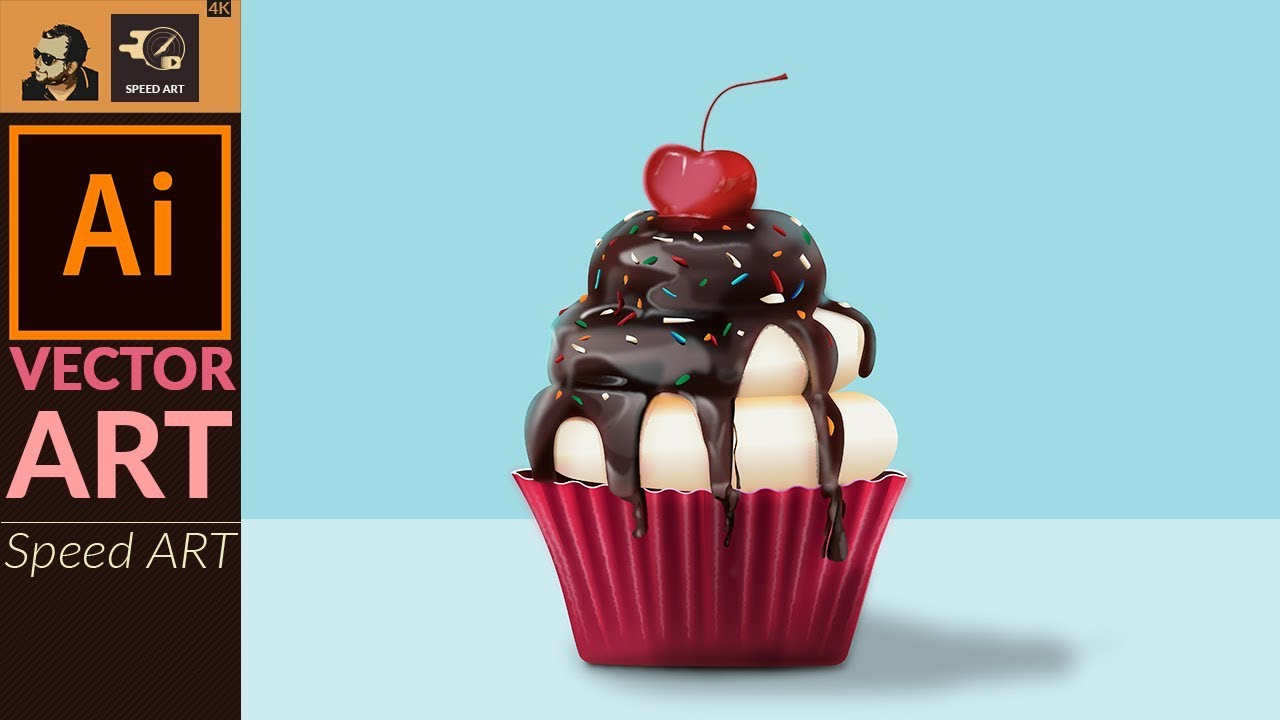 4K
SPEED ART
Ai
VECTOR
ART
Speed ART